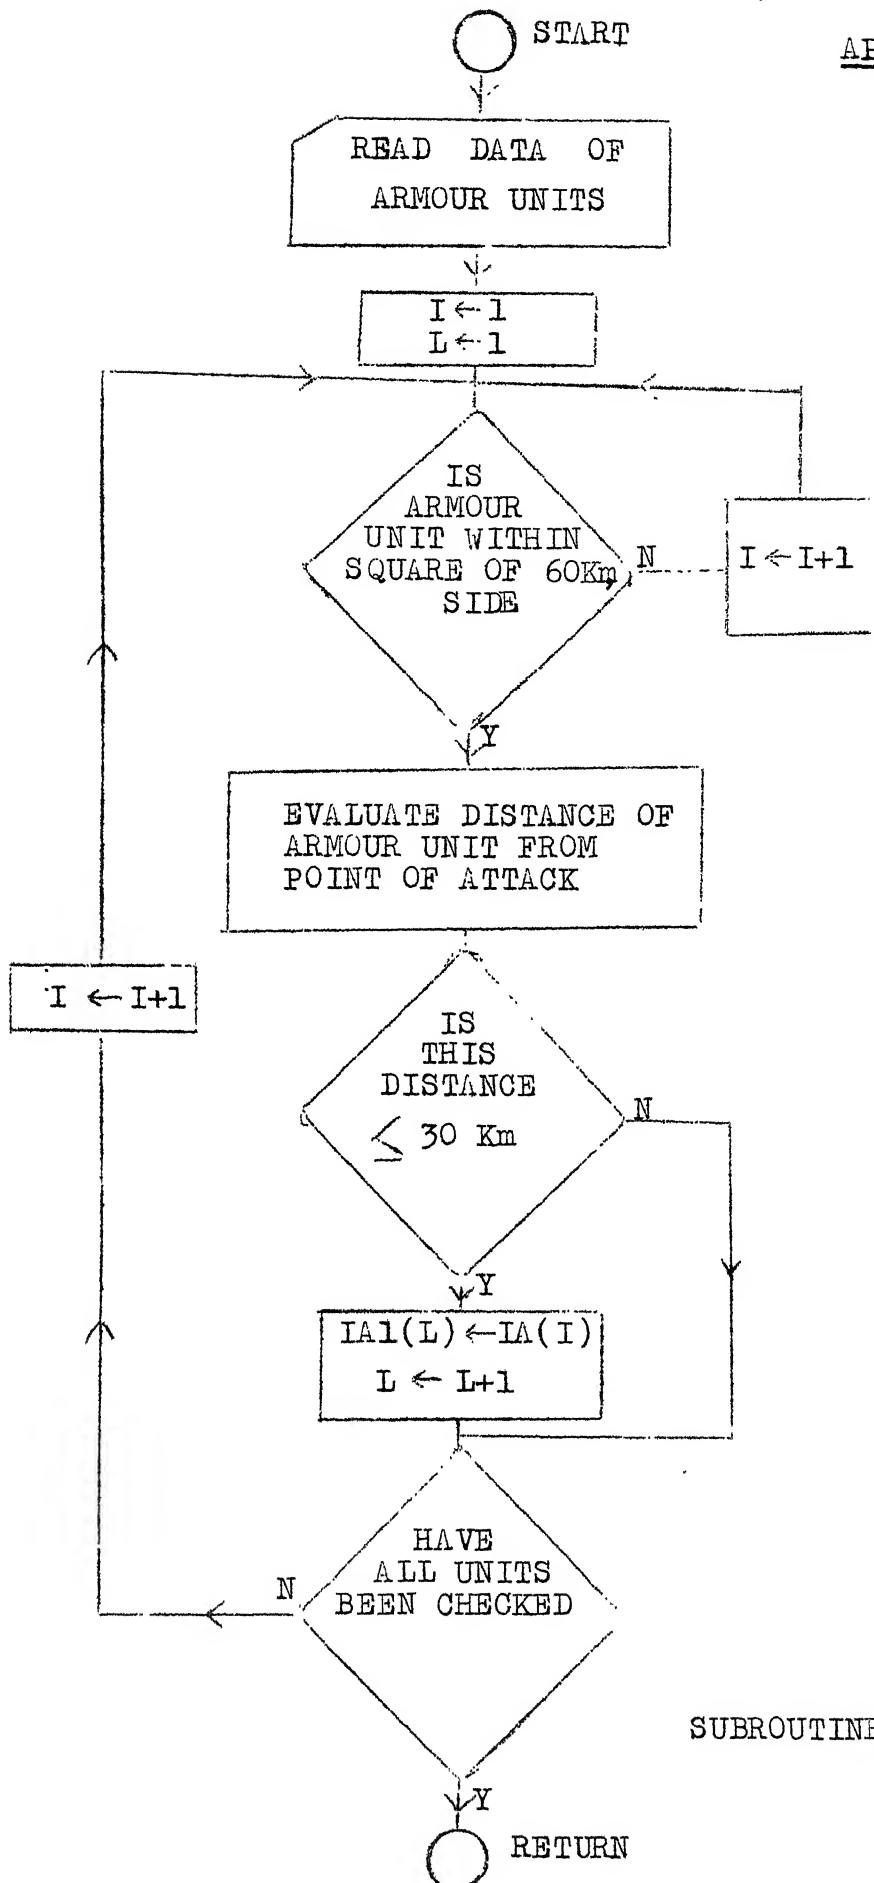 START
READ DATA OF
ARMOUR UNITS
I ← 1
L ← 1
IS
ARMOUR
UNIT WITHIN
SQUARE OF 60Km
SIDE
N
I ← I+1
Y
EVALUATE DISTANCE OF
ARMOUR UNIT FROM
POINT OF ATTACK
I ← I+1
IS
THIS
DISTANCE
≤ 30 Km
N
Y
IA1(L) ← IA(I)
L ← L+1
HAVE
ALL UNITS
BEEN CHECKED
N
SUBROUTINE
Y
RETURN